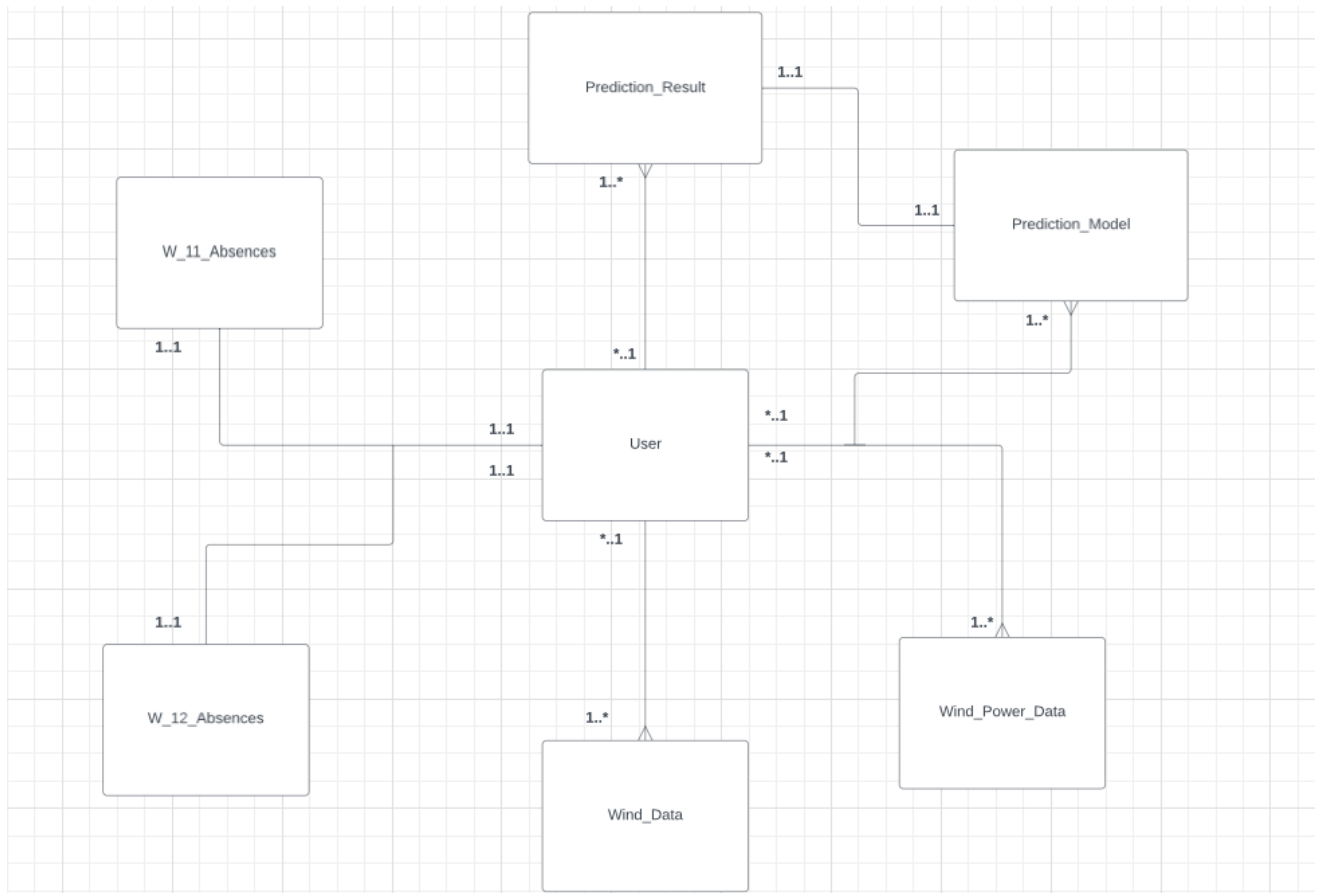 Prediction_Result
1..1
1..*
1..1
Prediction_Model
1..*
W_11_Absences
1..1
*..1
1..1
1..1
User
*..1
*..1
*..1
1..1
W_12_Absences
1..*
Wind_Data
1..*
Wind_Power_Data